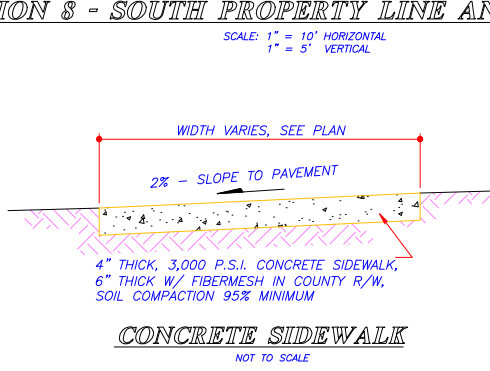 ION 8 - SOUTH PROPERTY LINE AN
SCALE: 1" = 10' HORIZONTAL
1" = 5' VERTICAL
WIDTH VARIES, SEE PLAN
2% - SLOPE TO PAVEMENT
4" THICK, 3,000 P.S.I. CONCRETE SIDEWALK,
6" THICK W/ FIBERMESH IN COUNTY R/W,
SOIL COMPACTION 95% MINIMUM
CONCRETE SIDEWALK
NOT TO SCALE